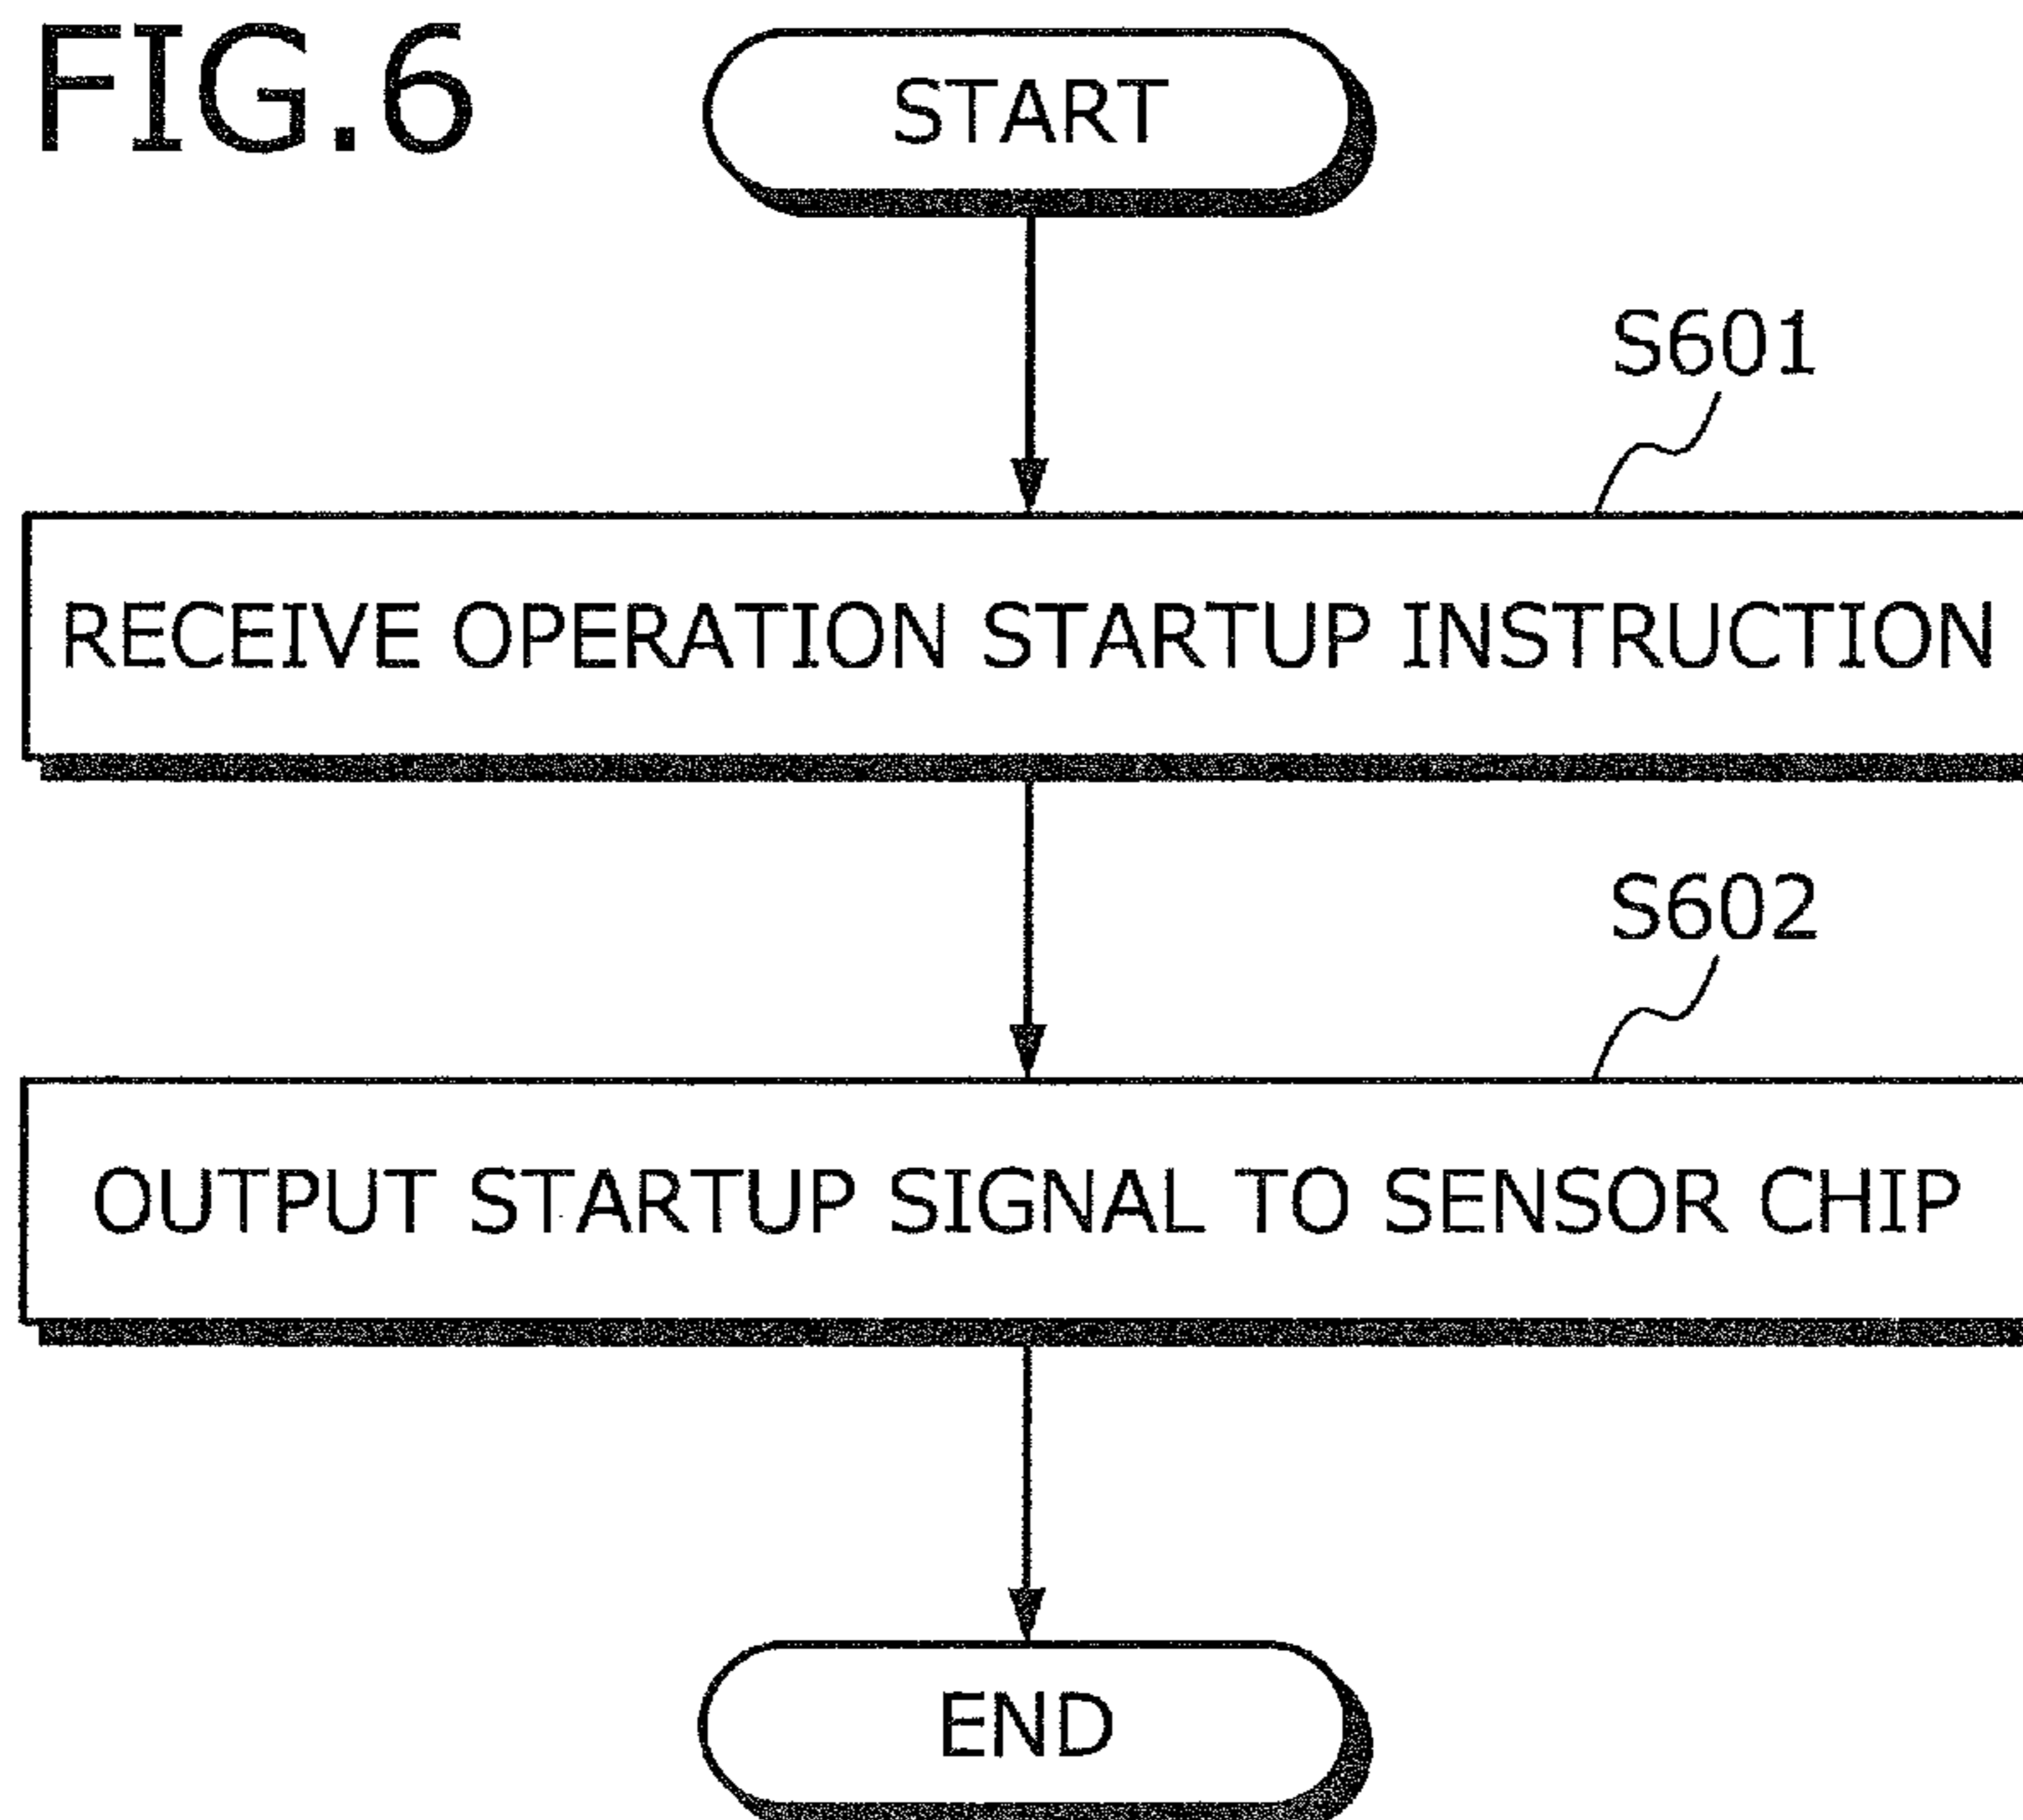 FIG.6
START
S601
RECEIVE OPERATION STARTUP INSTRUCTION
S602
OUTPUT STARTUP SIGNAL TO SENSOR CHIP
END